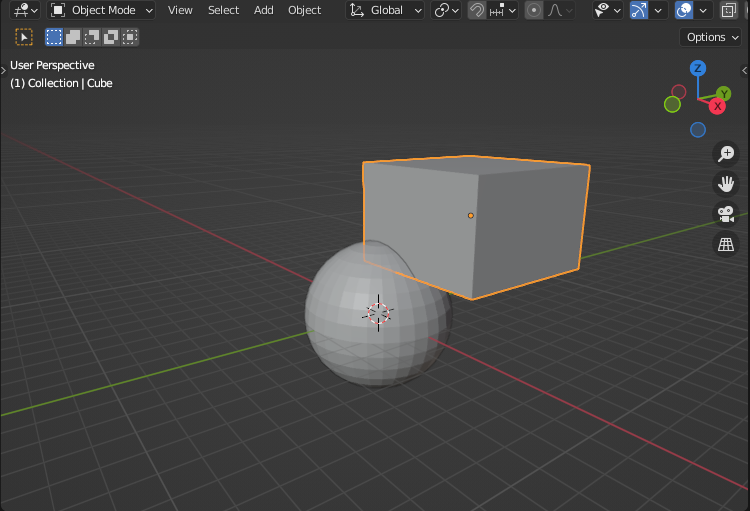 Object Mode View Select Add Object Global
Options
User Perspective
(1) Collection | Cube
Z
Y
X